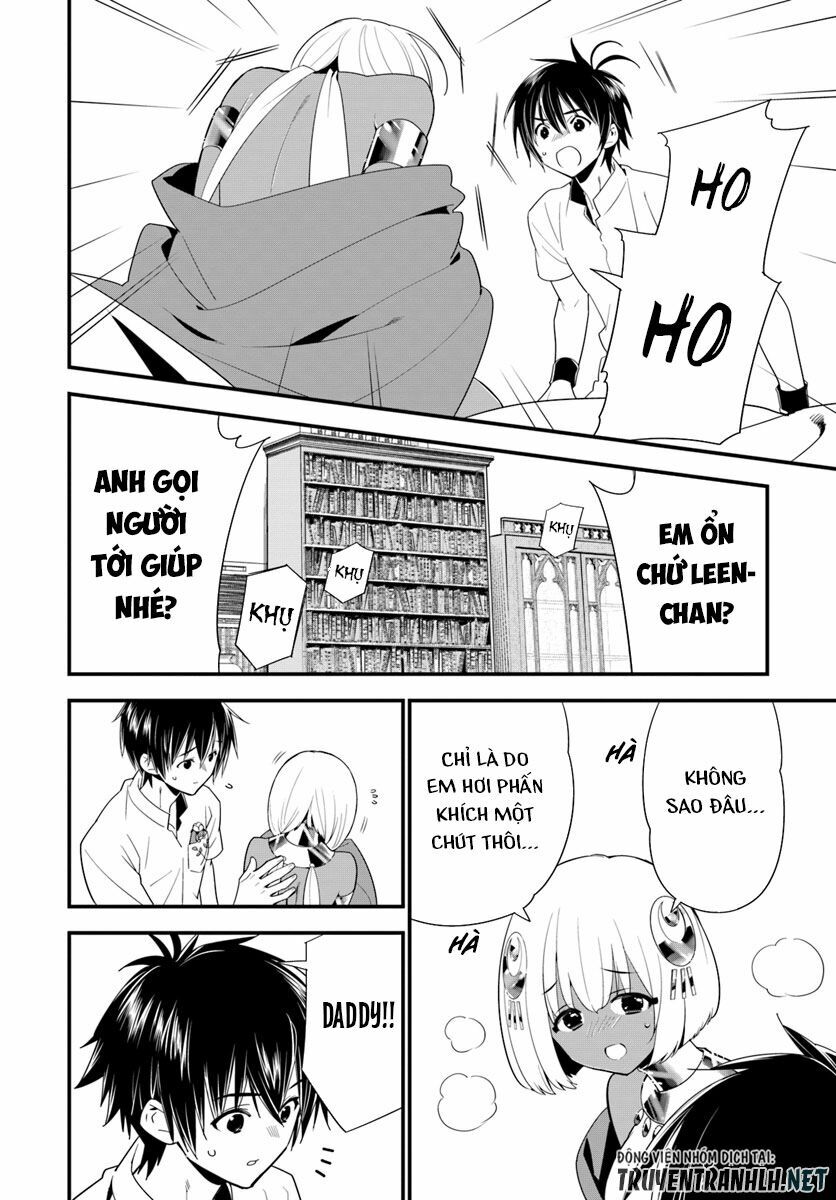 HO
HO
EM ỔN
CHỨ LEEN-
CHAN?
KHỤ
KHỤ
KHỤ
ANH GỌI
NGƯỜI
TỚI GIÚP
NHÉ?
KHÔNG
SAO ĐÂU...
HÀ
CHỈ LÀ DO
EM HƠI PHẤN
KHÍCH MỘT
CHÚT THÔI...
HÀ
DADDY!!
ĐỘNG VIÊN NHÓM DỊCH TẠI:
TRUYENTRANHLH.NET